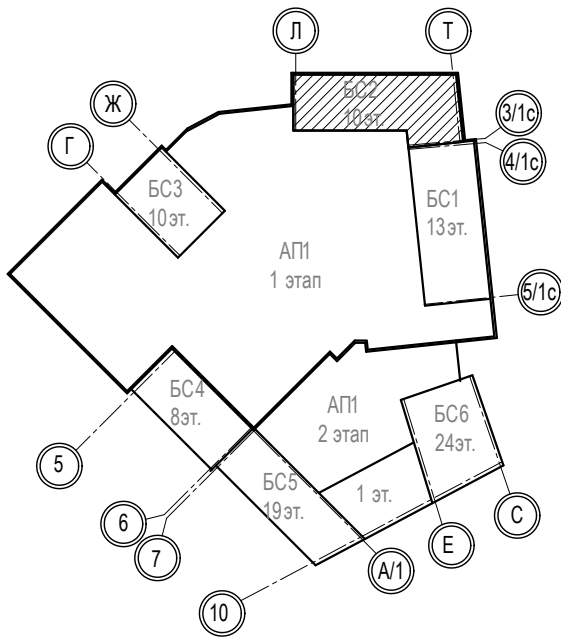 Л
Т
БС2
10эт.
Ж
3/1с
Г
4/1с
БС3
10эт.
БС1
13эт.
АП1
1 этап
5/1с
БС4
8эт.
АП1
2 этап
БС6
24эт.
5
БС5
19эт.
1 эт.
6
7
С
Е
А/1
10